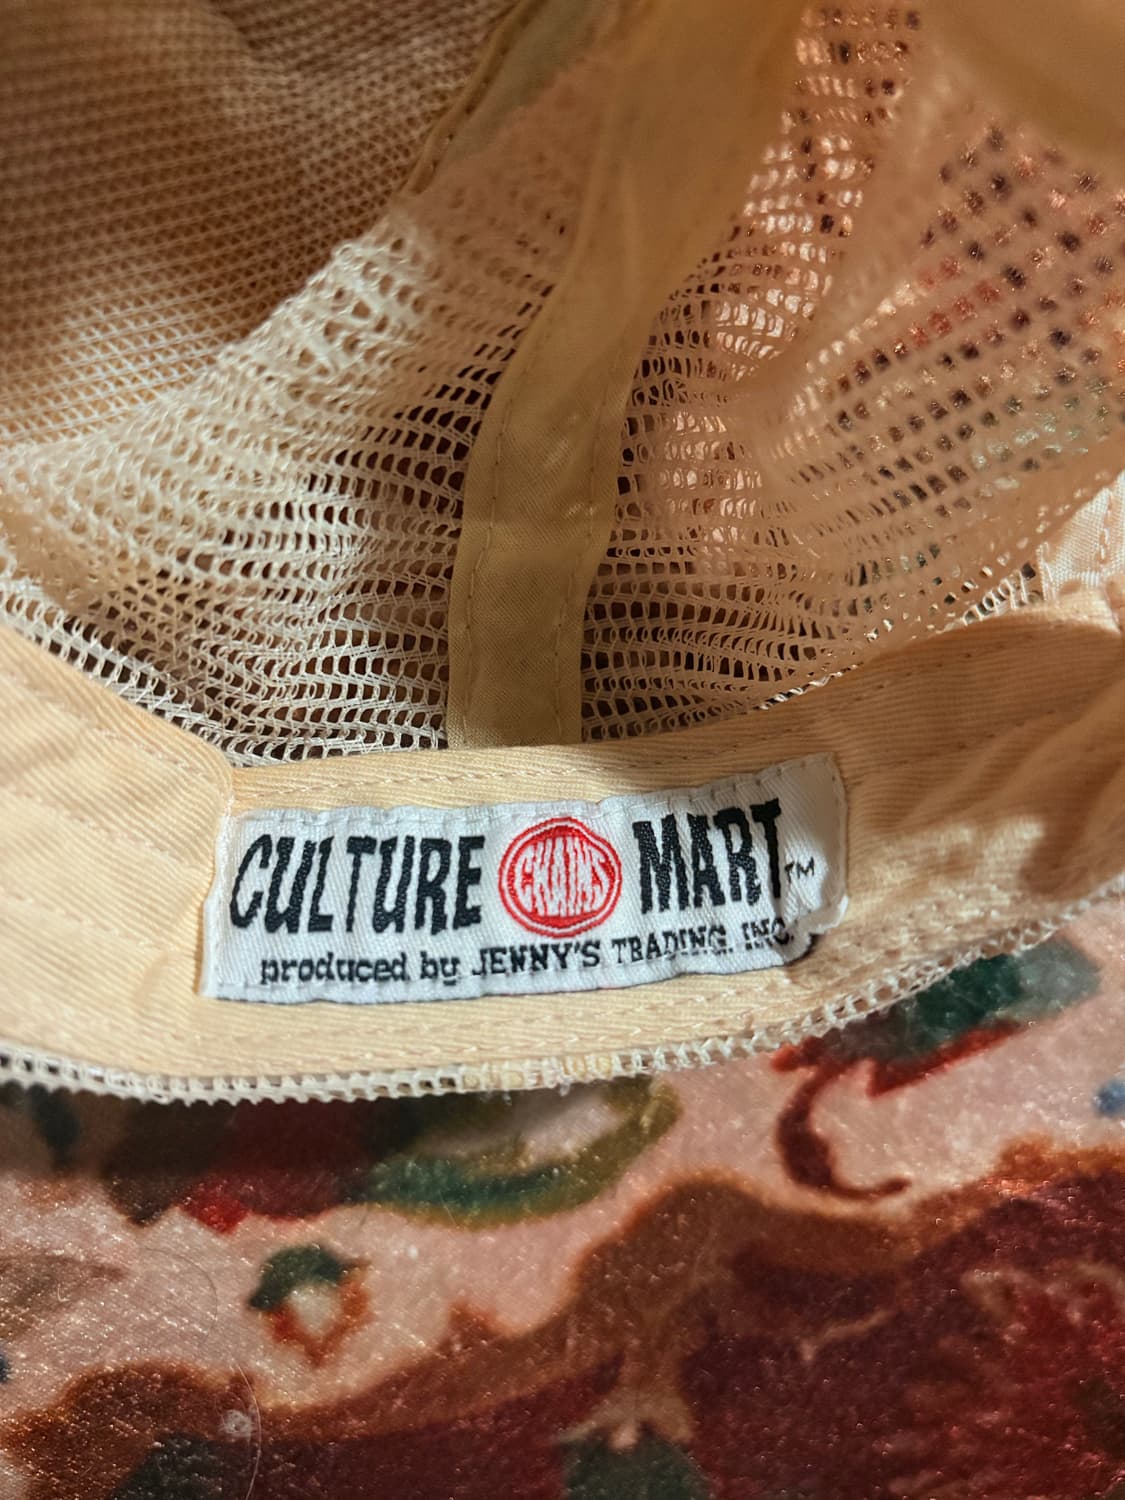 CULTURE CHAINS MART™
produced by JENNY'S TRADING. INC.